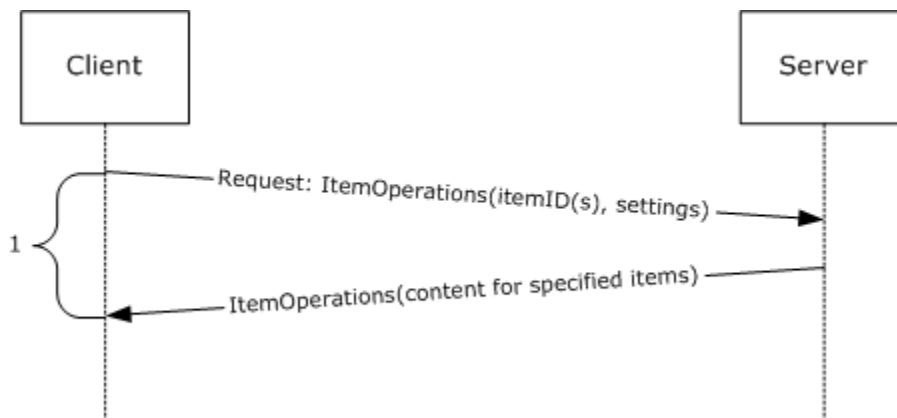 Client
Server
Request: ItemOperations(itemID(s), settings)
1
ItemOperations(content for specified items)